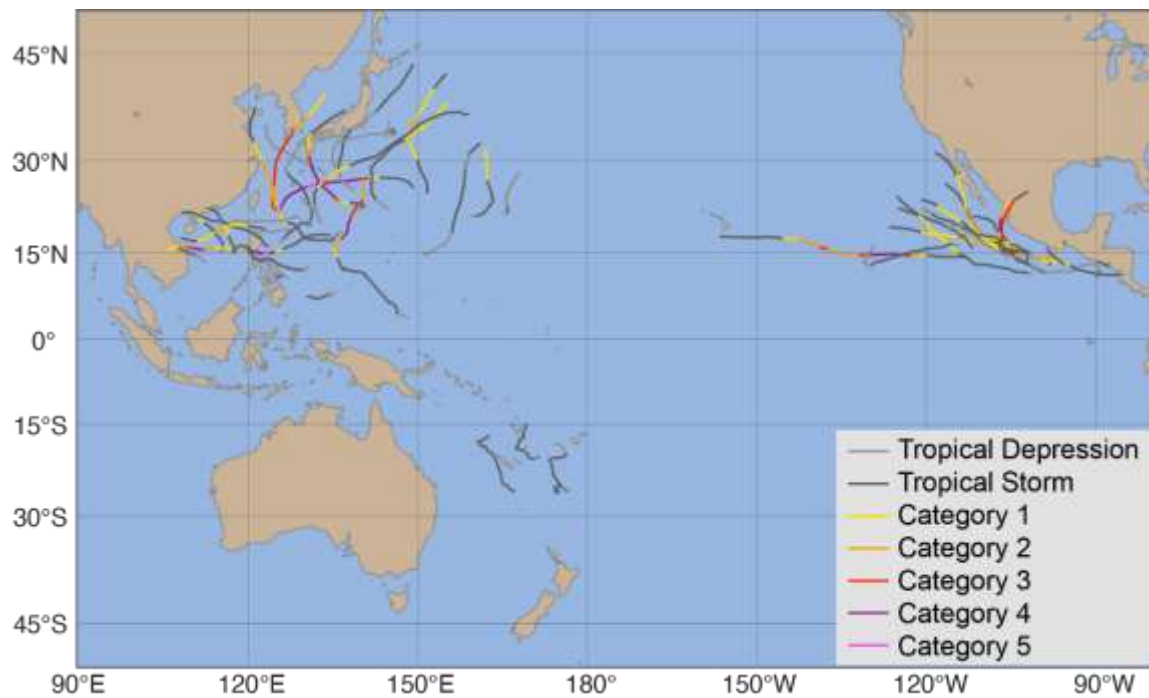 45°N
30°N
15°N
0°
15°S
30°S
45°S
Tropical Depression
Tropical Storm
Category 1
Category 2
Category 3
Category 4
Category 5
90°E 120°E 150°E 180° 150°W 120°W 90°W